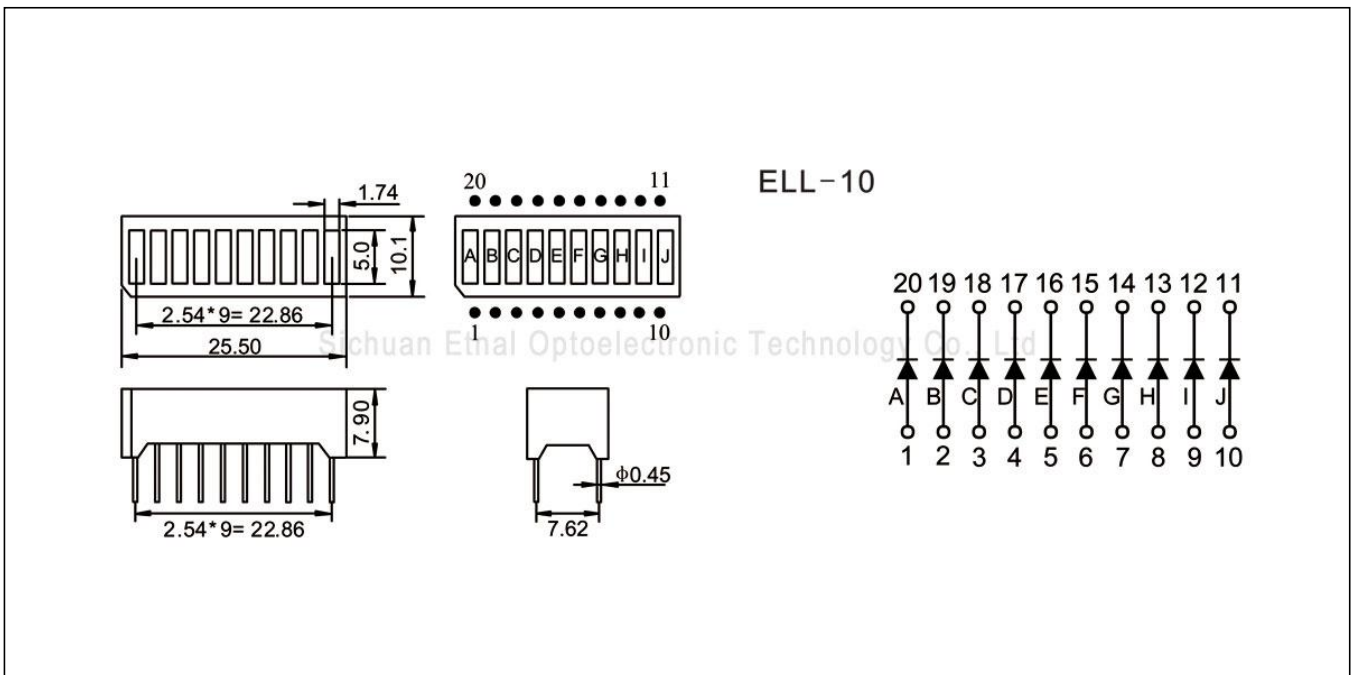 ELL-10
20 11
1.74
5.0
10.1
A B C D E F G H I J
2.54*9= 22.86
25.50
1 10
Sichuan Ethal Optoelectronic Technology Co., Ltd
20 19 18 17 16 15 14 13 12 11
A B C D E F G H I J
1 2 3 4 5 6 7 8 9 10
7.90
2.54*9= 22.86
ϕ0.45
7.62